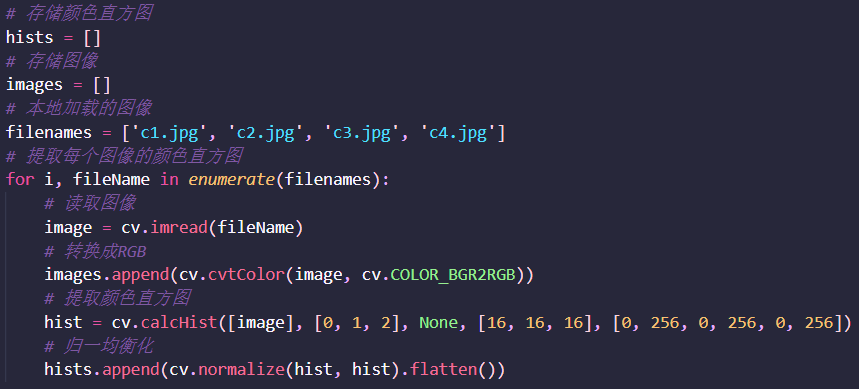 # 存储颜色直方图
hists = []
# 存储图像
images = []
# 本地加载的图像
filenames = ['c1.jpg', 'c2.jpg', 'c3.jpg', 'c4.jpg']
# 提取每个图像的颜色直方图
for i, fileName in enumerate(filenames):
    # 读取图像
    image = cv.imread(fileName)
    # 转换成RGB
    images.append(cv.cvtColor(image, cv.COLOR_BGR2RGB))
    # 提取颜色直方图
    hist = cv.calcHist([image], [0, 1, 2], None, [16, 16, 16], [0, 256, 0, 256, 0, 256])
    # 归一均衡化
    hists.append(cv.normalize(hist, hist).flatten())